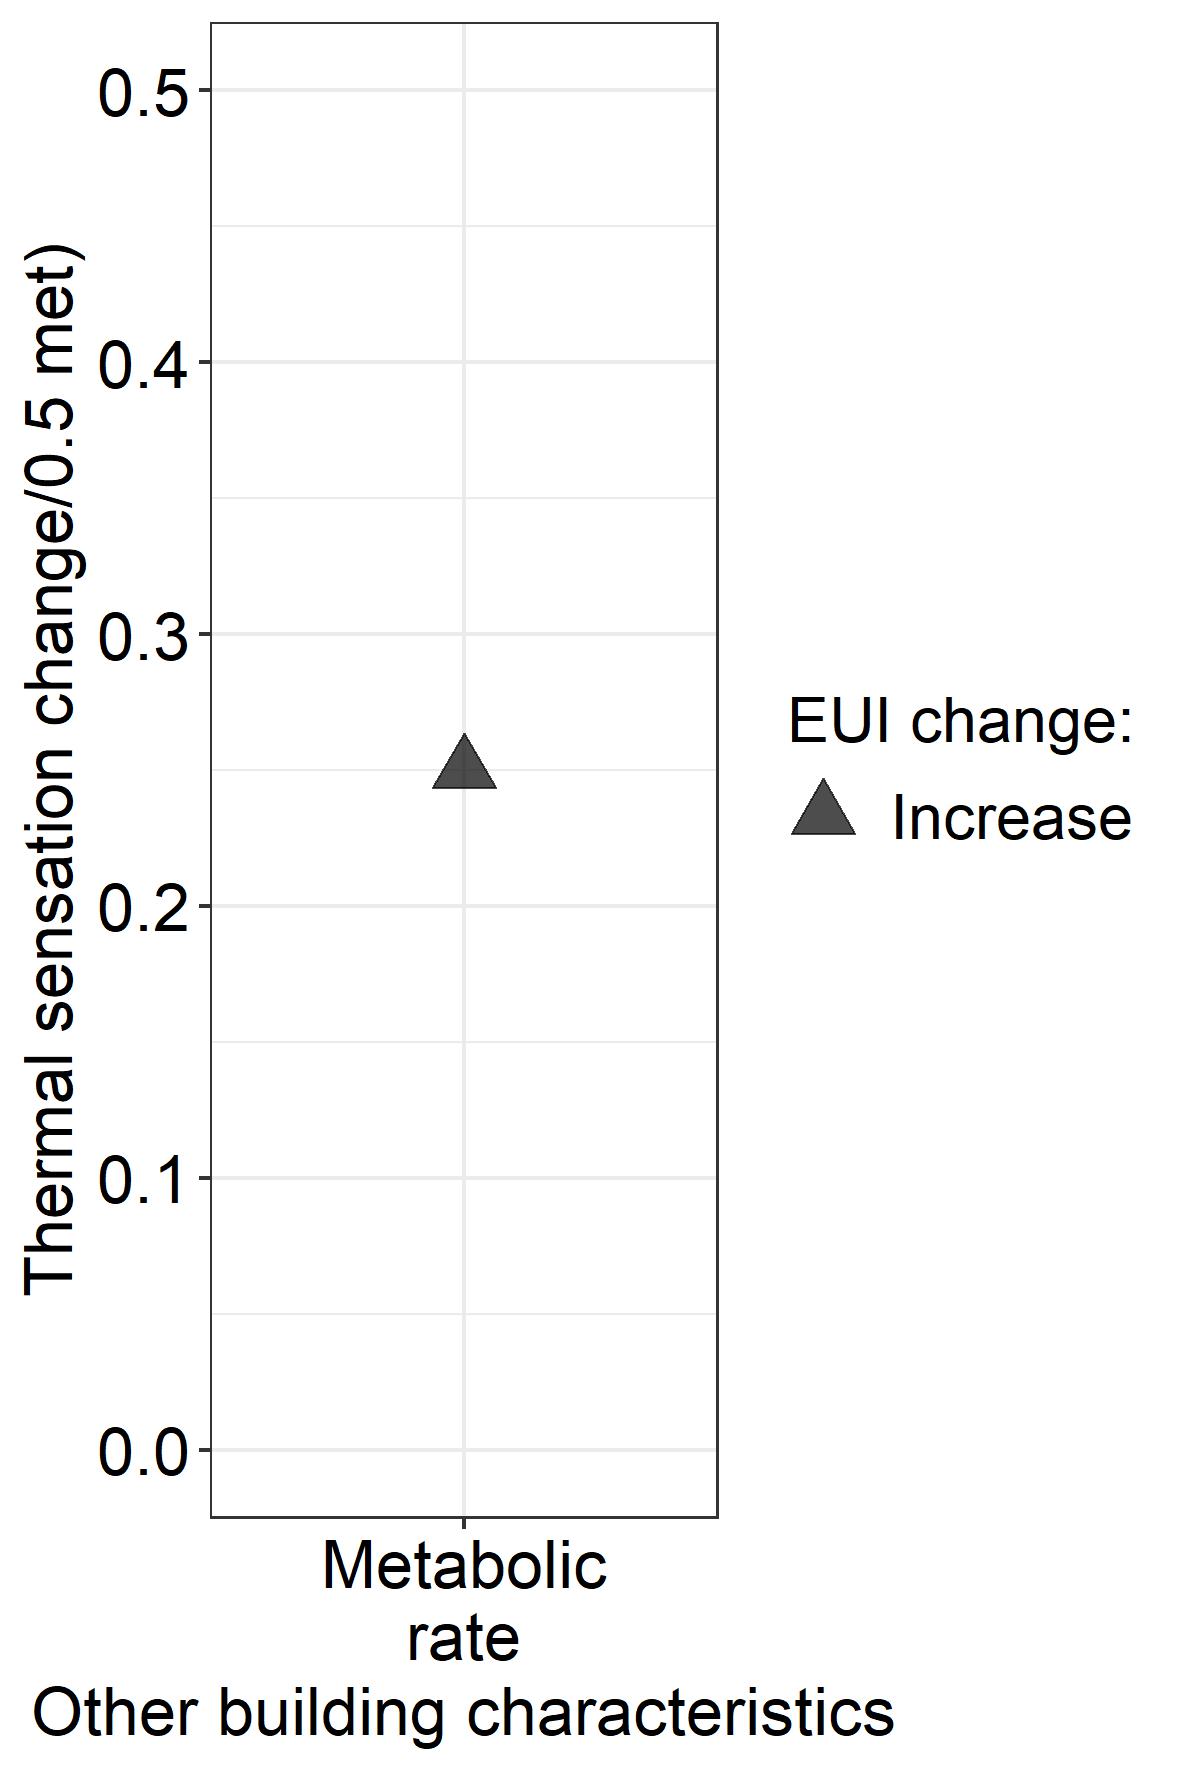 Thermal sensation change/0.5 met)
0.5
0.4
0.3
0.2
0.1
0.0
Metabolic
rate
Other building characteristics
EUI change:
Increase